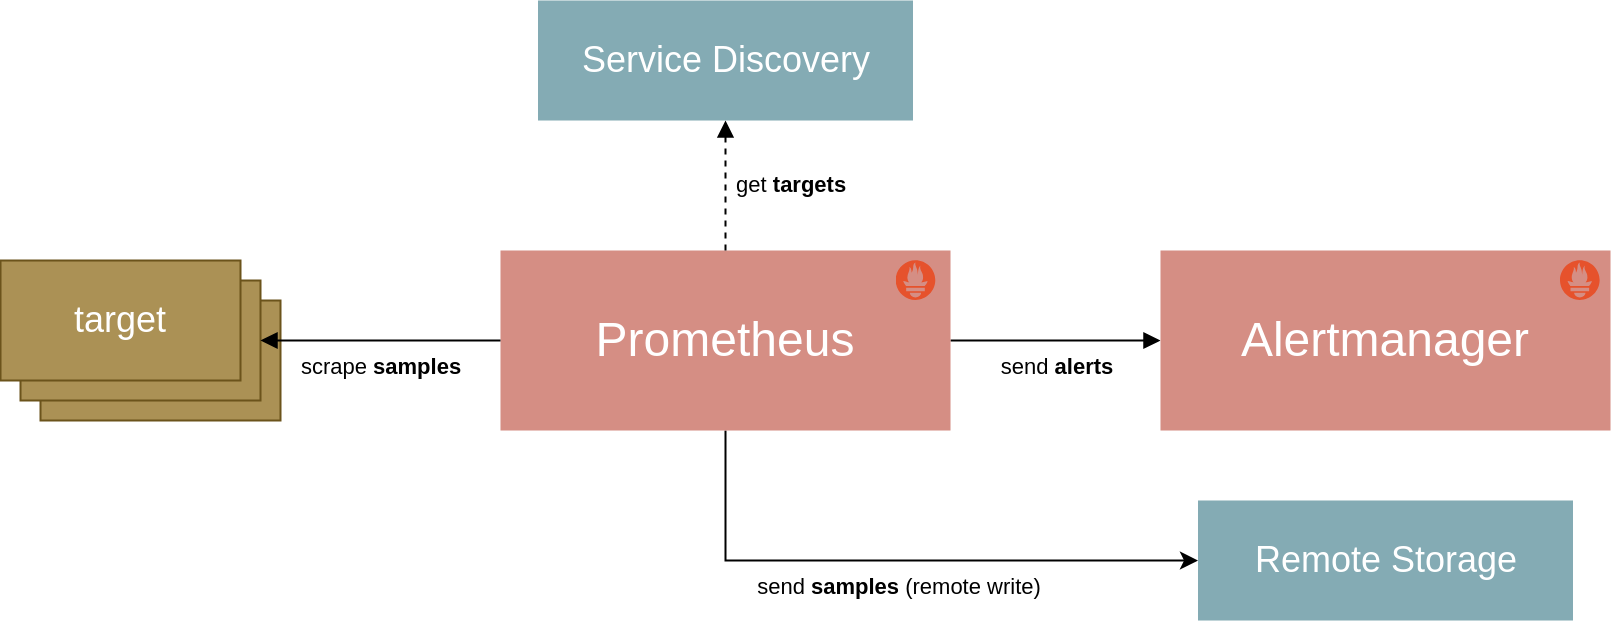 Service Discovery
get targets
target
Prometheus
Alertmanager
scrape samples
send alerts
Remote Storage
send samples (remote write)